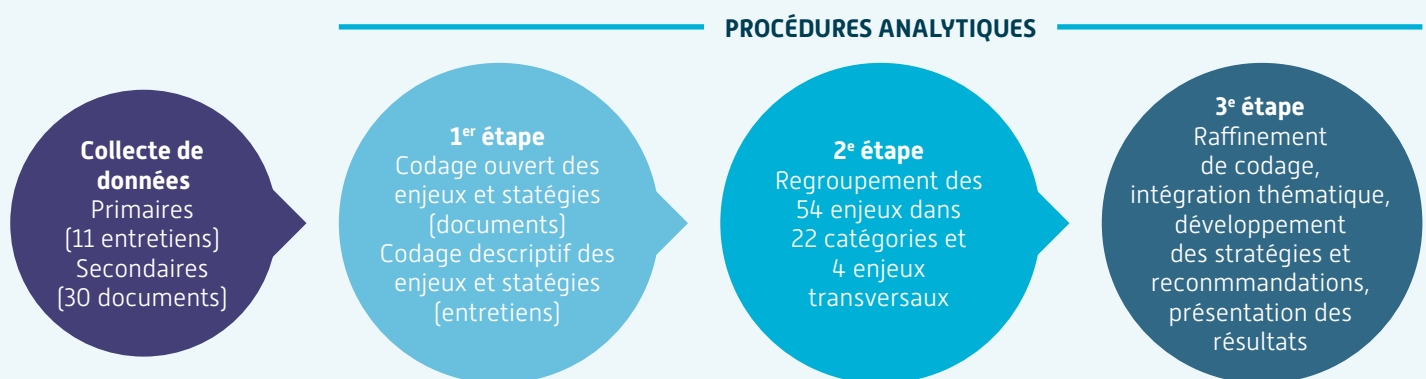 PROCÉDURES ANALYTIQUES
Collecte de
données
Primaires
(11 entretiens)
Secondaires
(30 documents)
1er étape
Codage ouvert des
enjeux et statégies
(documents)
Codage descriptif des
enjeux et statégies
(entretiens)
2e étape
Regroupement des
54 enjeux dans
22 catégories et
4 enjeux
transversaux
3e étape
Raffinement
de codage,
intégration thématique,
développement
des stratégies et
reconmmandations,
présentation des
résultats